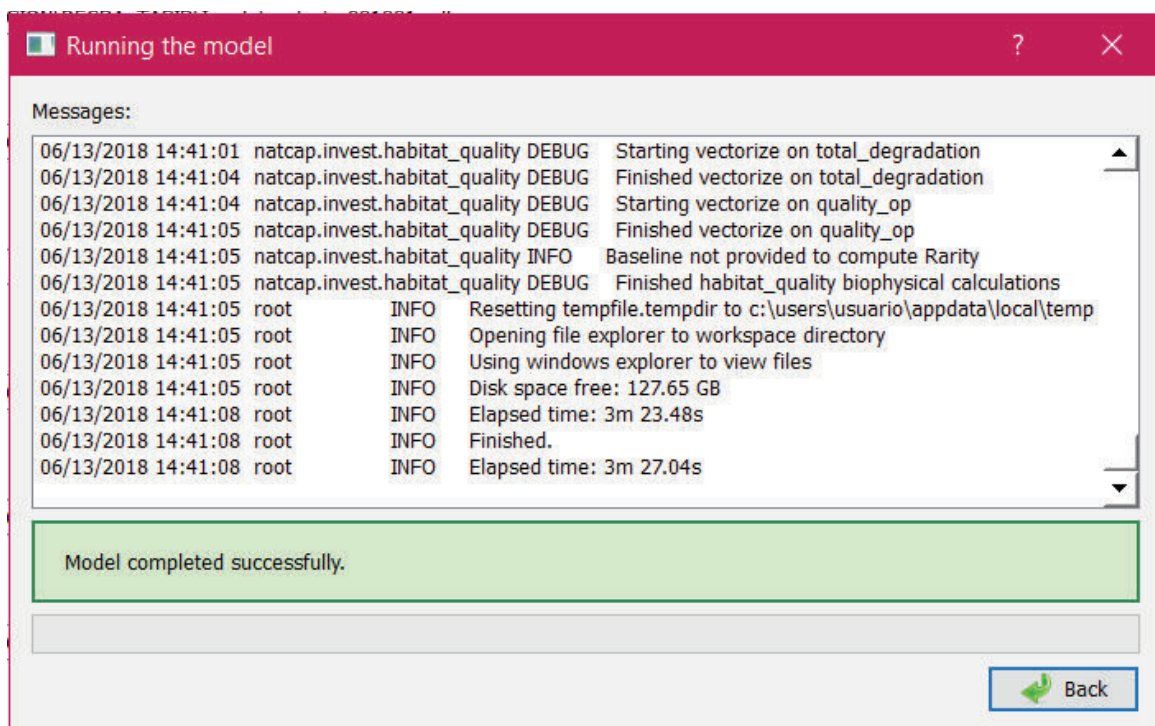 Running the model
?
Messages:
06/13/2018 14:41:01 natcap.invest.habitat_quality DEBUG Starting vectorize on total_degradation
06/13/2018 14:41:04 natcap.invest.habitat_quality DEBUG Finished vectorize on total_degradation
06/13/2018 14:41:04 natcap.invest.habitat_quality DEBUG Starting vectorize on quality_op
06/13/2018 14:41:05 natcap.invest.habitat_quality DEBUG Finished vectorize on quality_op
06/13/2018 14:41:05 natcap.invest.habitat_quality INFO Baseline not provided to compute Rarity
06/13/2018 14:41:05 natcap.invest.habitat_quality DEBUG Finished habitat_quality biophysical calculations
06/13/2018 14:41:05 root INFO Resetting tempfile.tempdir to c:\users\usuario\appdata\local\temp
06/13/2018 14:41:05 root INFO Opening file explorer to workspace directory
06/13/2018 14:41:05 root INFO Using windows explorer to view files
06/13/2018 14:41:05 root INFO Disk space free: 127.65 GB
06/13/2018 14:41:08 root INFO Elapsed time: 3m 23.48s
06/13/2018 14:41:08 root INFO Finished.
06/13/2018 14:41:08 root INFO Elapsed time: 3m 27.04s
Model completed successfully.
Back